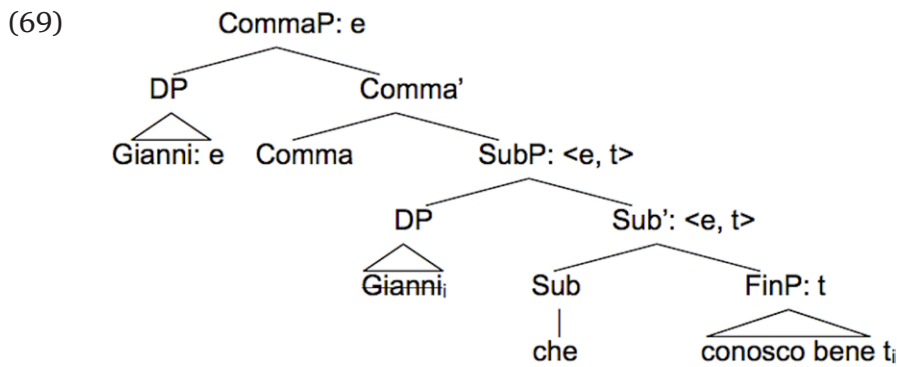 (69)
CommaP: e
DP Comma’
Gianni: e Comma SubP: <e, t>
DP Sub’: <e, t>
Gianniᵢ Sub FinP: t
che conosco bene tᵢ